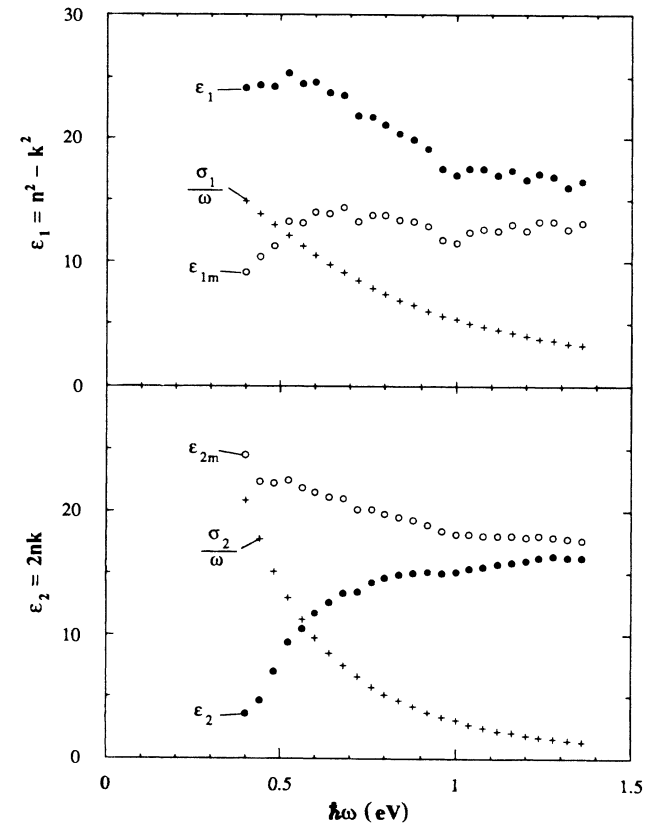 30
20
10
0
ε₁ = n² − k²
ε₁
σ₁
ω
ε₁ₘ
20
10
0
ε₂ = 2nk
ε₂ₘ
σ₂
ω
ε₂
0
0.5
1
1.5
ħω (eV)